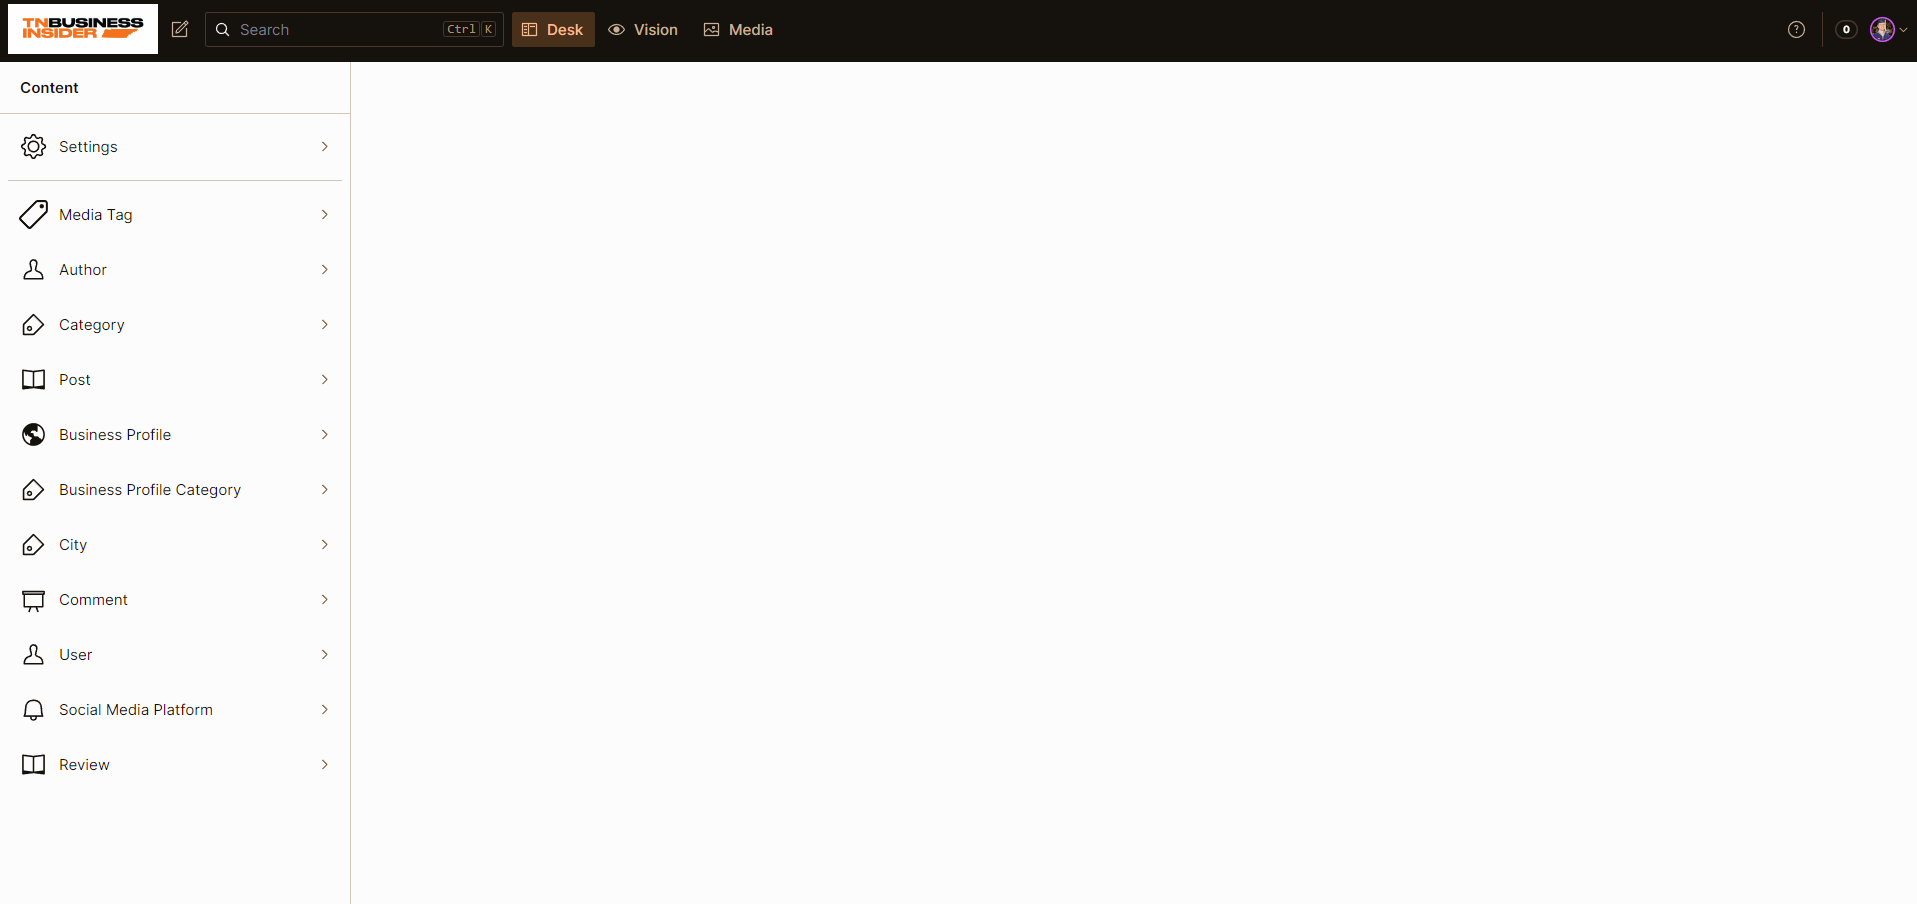 TNBUSINESS
INSIDER
Search Ctrl K Desk Vision Media ? 0
Content
Settings
Media Tag
Author
Category
Post
Business Profile
Business Profile Category
City
Comment
User
Social Media Platform
Review